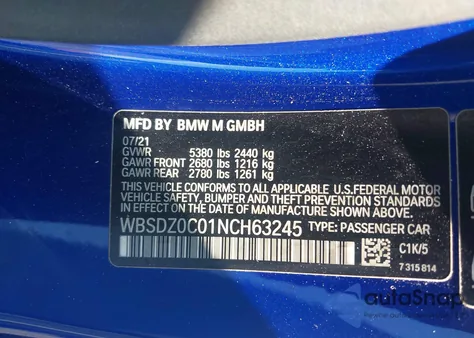 MFD BY BMW M GMBH
07/21
GVWR 5380 lbs 2440 kg
GAWR FRONT 2680 lbs 1216 kg
GAWR REAR 2780 lbs 1261 kg
THIS VEHICLE CONFORMS TO ALL APPLICABLE U.S.FEDERAL MOTOR
VEHICLE SAFETY, BUMPER AND THEFT PREVENTION STANDARDS
IN EFFECT ON THE DATE OF MANUFACTURE SHOWN ABOVE.
WBSDZ0C01NCH63245 TYPE: PASSENGER CAR
C1K/5
7 315 814
autoSnap